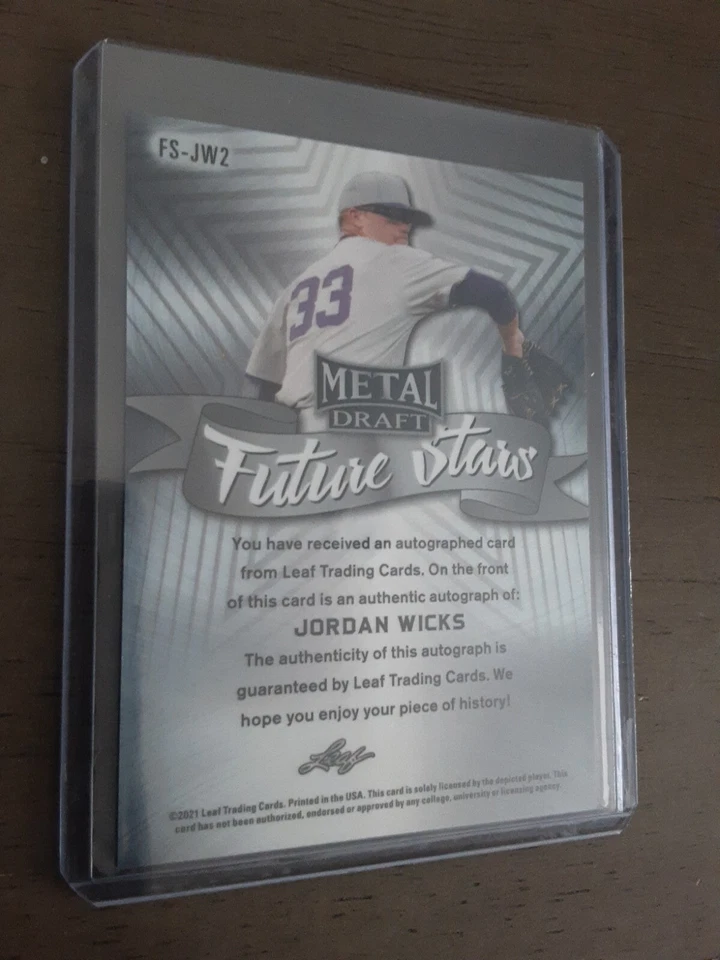 FS-JW2
33
METAL
DRAFT
Future Stars
You have received an autographed card
from Leaf Trading Cards. On the front
of this card is an authentic autograph of:
JORDAN WICKS
The authenticity of this autograph is
guaranteed by Leaf Trading Cards. We
hope you enjoy your piece of history!
Leaf
©2021 Leaf Trading Cards. Printed in the USA. This card is solely licensed by the depicted player. This
card has not been authorized, endorsed or approved by any college, university or licensing agency.